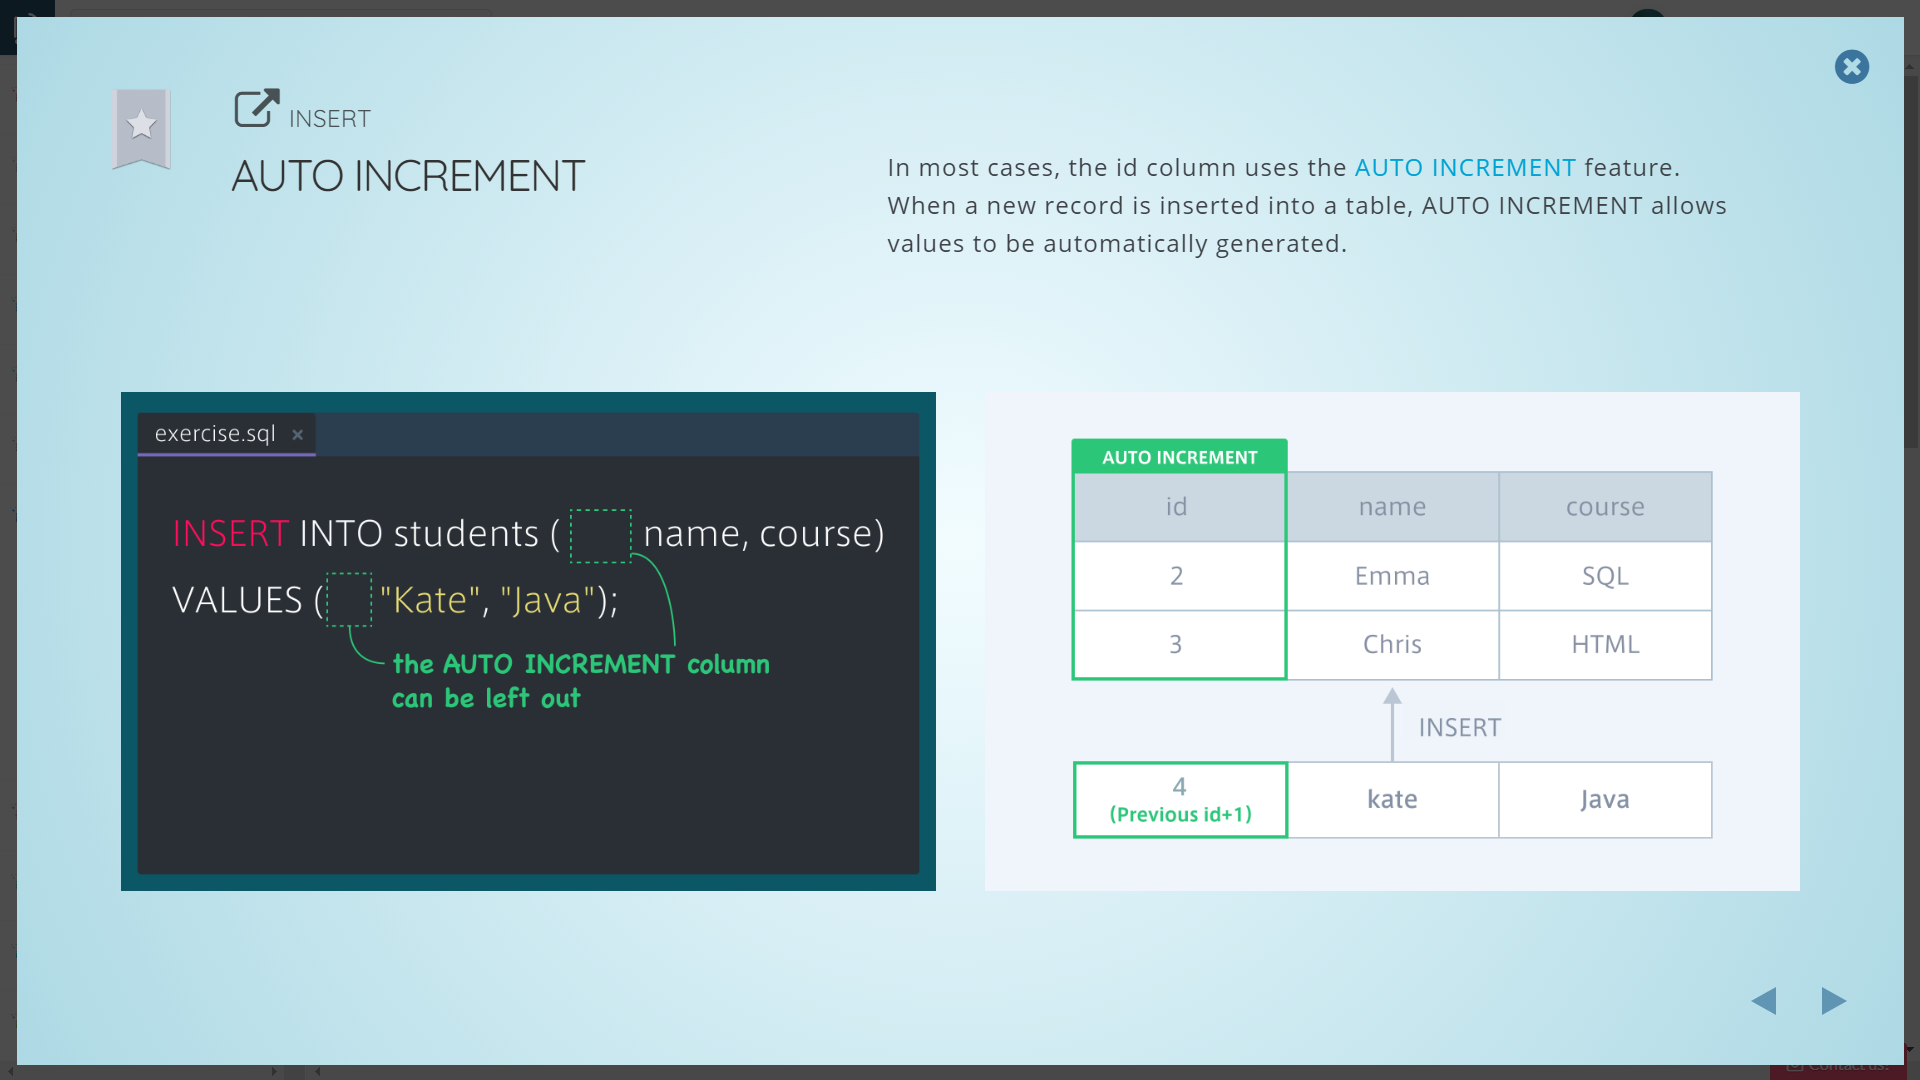 INSERT
AUTO INCREMENT
In most cases, the id column uses the AUTO INCREMENT feature.
When a new record is inserted into a table, AUTO INCREMENT allows
values to be automatically generated.
exercise.sql ×
INSERT INTO students ( name, course)
VALUES ( "Kate", "Java");
the AUTO INCREMENT column
can be left out
AUTO INCREMENT
id name course
2 Emma SQL
3 Chris HTML
INSERT
4
(Previous id+1)
kate Java
Contact us!